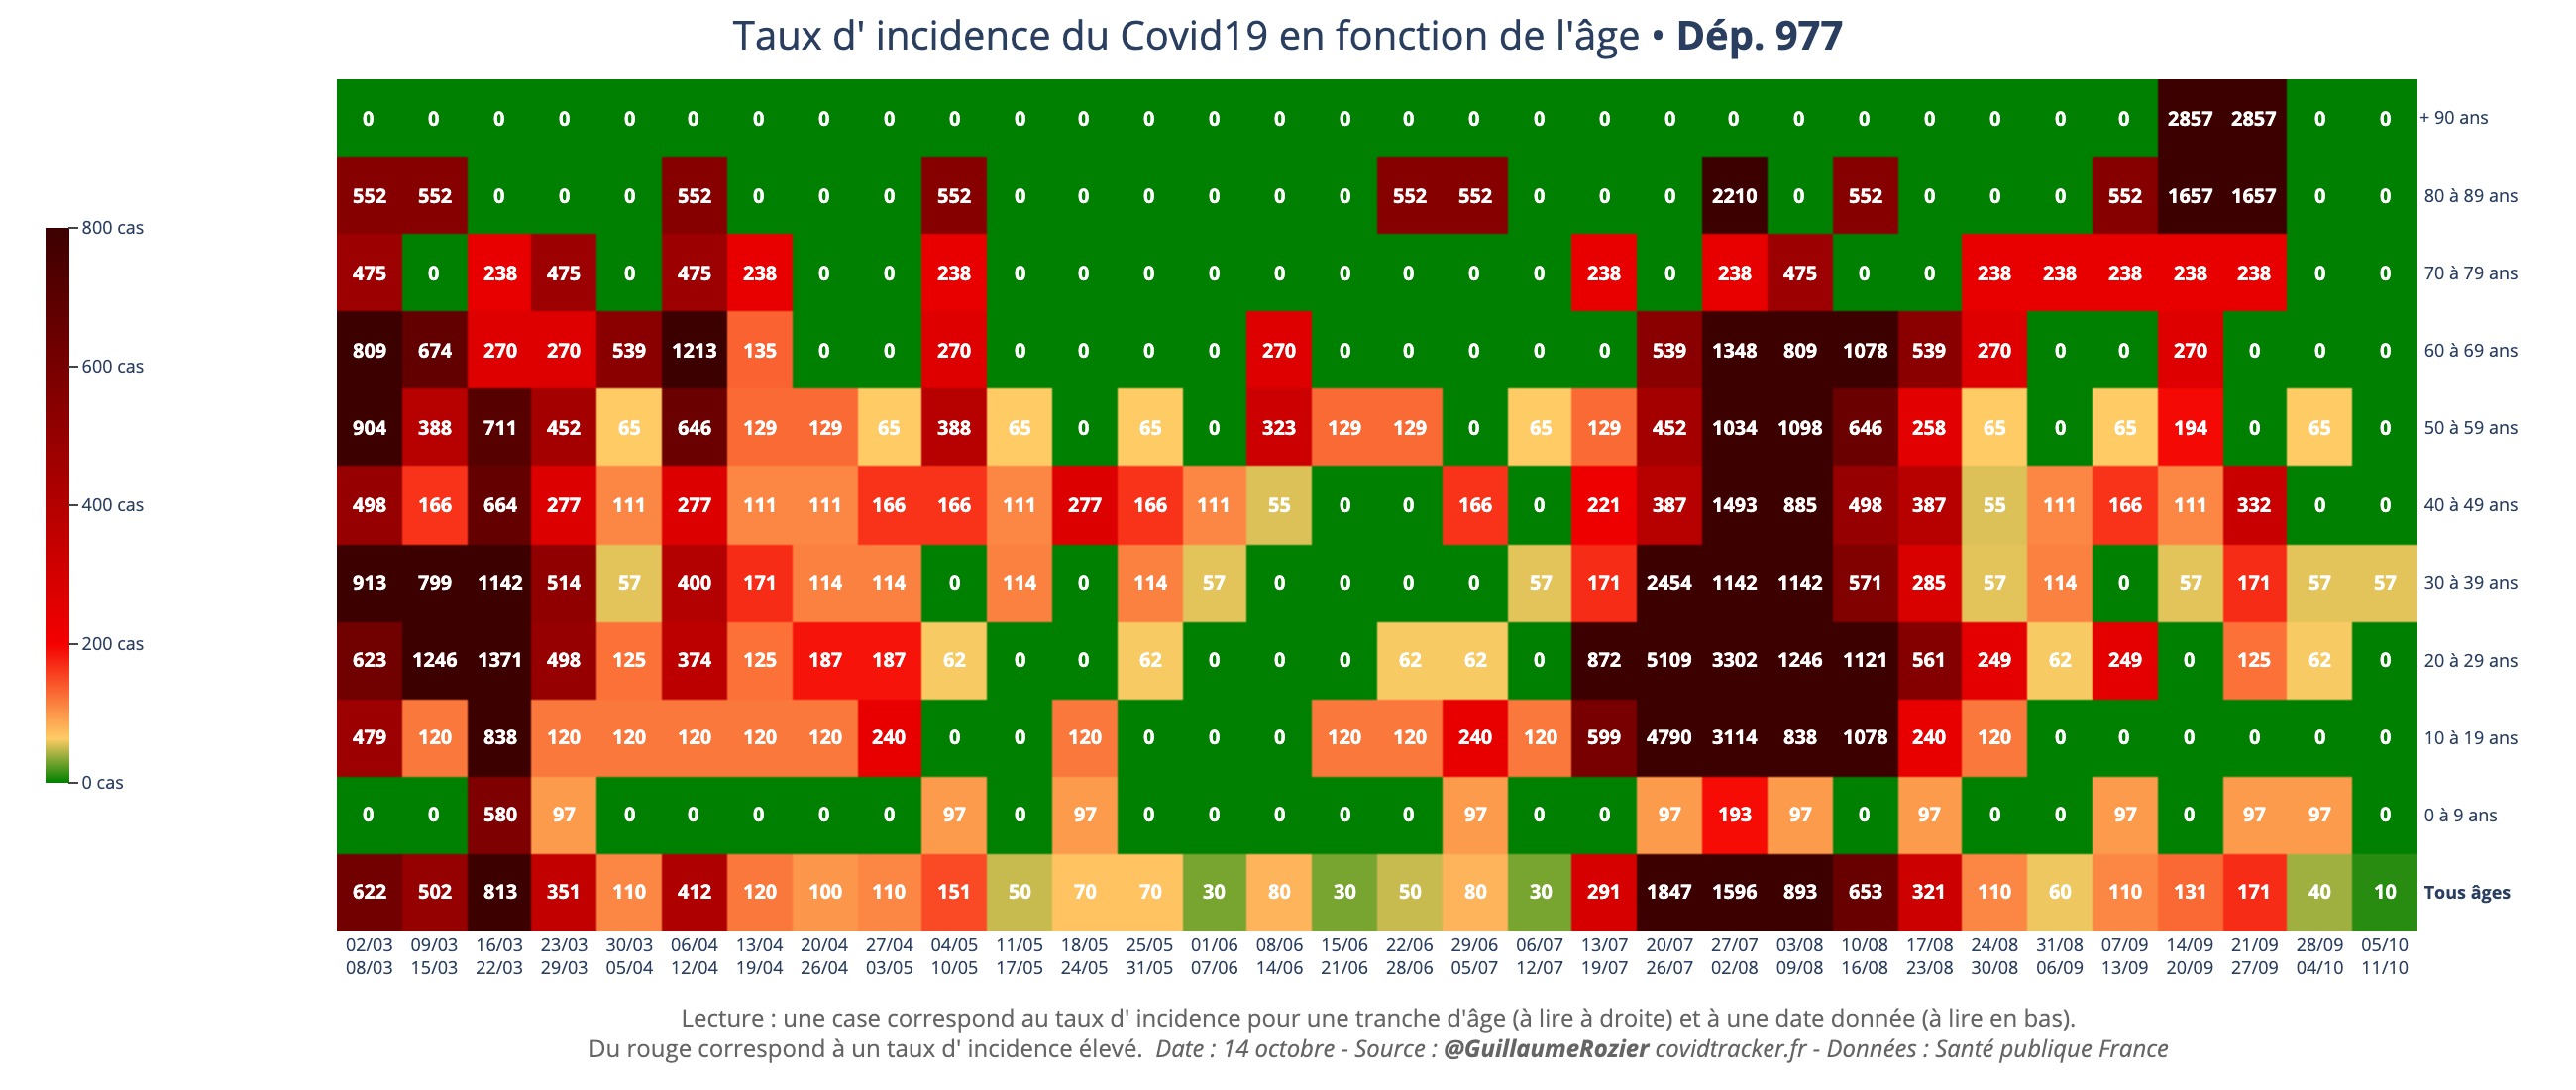 Taux d' incidence du Covid19 en fonction de l'âge • Dép. 977
0 0 0 0 0 0 0 0 0 0 0 0 0 0 0 0 0 0 0 0 0 0 0 0 0 0 0 0 2857 2857 0 0 + 90 ans
552 552 0 0 0 552 0 0 0 552 0 0 0 0 0 0 552 552 0 0 0 2210 0 552 0 0 0 552 1657 1657 0 0 80 à 89 ans
800 cas
475 0 238 475 0 475 238 0 0 238 0 0 0 0 0 0 0 0 0 238 0 238 475 0 0 238 238 238 238 238 0 0 70 à 79 ans
809 674 270 270 539 1213 135 0 0 270 0 0 0 0 270 0 0 0 0 0 539 1348 809 1078 539 270 0 0 270 0 0 0 60 à 69 ans
600 cas
904 388 711 452 65 646 129 129 65 388 65 0 65 0 323 129 129 0 65 129 452 1034 1098 646 258 65 0 65 194 0 65 0 50 à 59 ans
400 cas
498 166 664 277 111 277 111 111 166 166 111 277 166 111 55 0 0 166 0 221 387 1493 885 498 387 55 111 166 111 332 0 0 40 à 49 ans
913 799 1142 514 57 400 171 114 114 0 114 0 114 57 0 0 0 0 57 171 2454 1142 1142 571 285 57 114 0 57 171 57 57 30 à 39 ans
200 cas
623 1246 1371 498 125 374 125 187 187 62 0 0 62 0 0 0 62 62 0 872 5109 3302 1246 1121 561 249 62 249 0 125 62 0 20 à 29 ans
479 120 838 120 120 120 120 120 240 0 0 120 0 0 0 120 120 240 120 599 4790 3114 838 1078 240 120 0 0 0 0 0 0 10 à 19 ans
0 cas
0 0 580 97 0 0 0 0 0 97 0 97 0 0 0 0 0 97 0 0 97 193 97 0 97 0 0 97 0 97 97 0 0 à 9 ans
622 502 813 351 110 412 120 100 110 151 50 70 70 30 80 30 50 80 30 291 1847 1596 893 653 321 110 60 110 131 171 40 10 Tous âges
02/03 09/03 16/03 23/03 30/03 06/04 13/04 20/04 27/04 04/05 11/05 18/05 25/05 01/06 08/06 15/06 22/06 29/06 06/07 13/07 20/07 27/07 03/08 10/08 17/08 24/08 31/08 07/09 14/09 21/09 28/09 05/10
08/03 15/03 22/03 29/03 05/04 12/04 19/04 26/04 03/05 10/05 17/05 24/05 31/05 07/06 14/06 21/06 28/06 05/07 12/07 19/07 26/07 02/08 09/08 16/08 23/08 30/08 06/09 13/09 20/09 27/09 04/10 11/10
Lecture : une case correspond au taux d' incidence pour une tranche d'âge (à lire à droite) et à une date donnée (à lire en bas).
Du rouge correspond à un taux d' incidence élevé. Date : 14 octobre - Source : @GuillaumeRozier covidtracker.fr - Données : Santé publique France